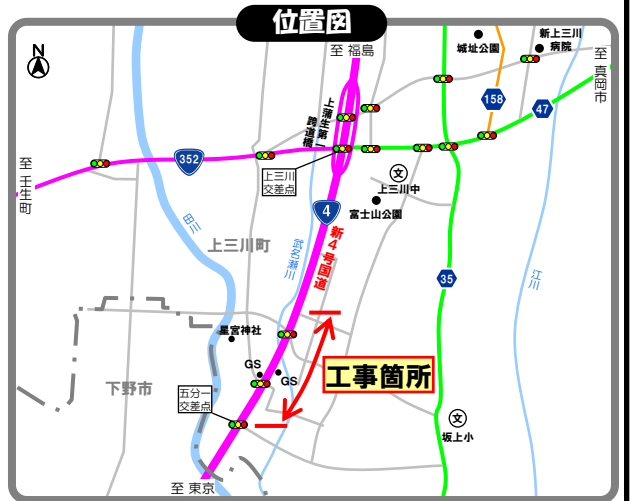 位置図
N
至 福島
城址公園
新上三川
病院
至 真岡市
158
47
上蒲生第一
跨道橋
352
至 壬生町
上三川
交差点
文
上三川中
富士山公園
4
新4号国道
田川
上三川町
武名瀬川
江川
35
星宮神社
GS
GS
工事箇所
下野市
五分一
交差点
文
坂上小
至 東京